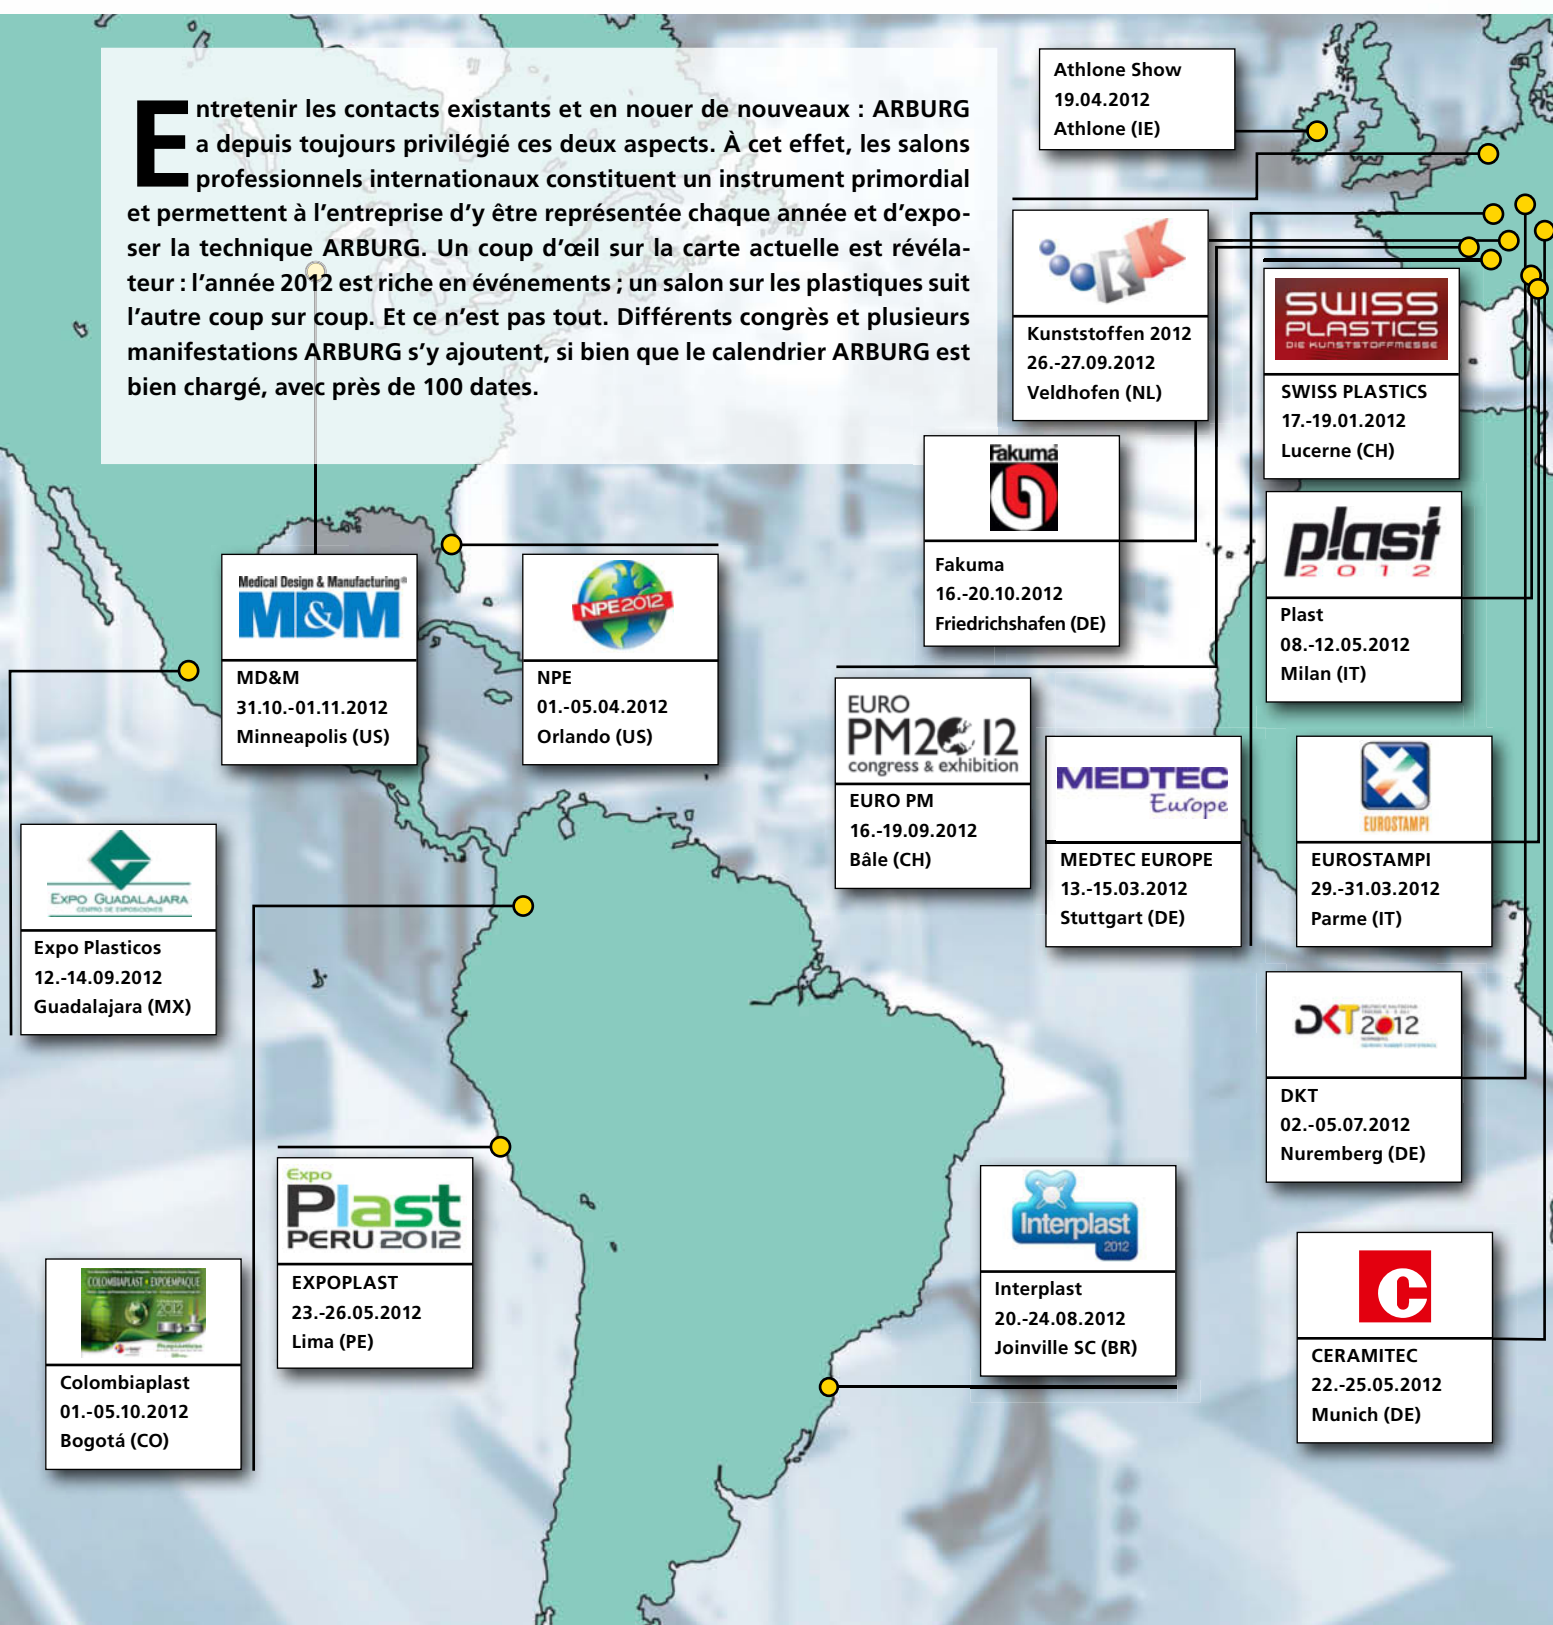 Entretenir les contacts existants et en nouer de nouveaux : ARBURG
a depuis toujours privilégié ces deux aspects. À cet effet, les salons
professionnels internationaux constituent un instrument primordial
et permettent à l'entreprise d'y être représentée chaque année et d'expo-
ser la technique ARBURG. Un coup d'œil sur la carte actuelle est révéla-
teur : l'année 2012 est riche en événements ; un salon sur les plastiques suit
l'autre coup sur coup. Et ce n'est pas tout. Différents congrès et plusieurs
manifestations ARBURG s'y ajoutent, si bien que le calendrier ARBURG est
bien chargé, avec près de 100 dates.
Athlone Show
19.04.2012
Athlone (IE)
Kunststoffen 2012
26.-27.09.2012
Veldhofen (NL)
SWISS
PLASTICS
DIE KUNSTSTOFFMESSE
SWISS PLASTICS
17.-19.01.2012
Lucerne (CH)
Fakuma
Fakuma
16.-20.10.2012
Friedrichshafen (DE)
plast
2012
Plast
08.-12.05.2012
Milan (IT)
Medical Design & Manufacturing®
MD&M
MD&M
31.10.-01.11.2012
Minneapolis (US)
NPE2012
NPE
01.-05.04.2012
Orlando (US)
EURO
PM2012
congress & exhibition
EURO PM
16.-19.09.2012
Bâle (CH)
MEDTEC
Europe
MEDTEC EUROPE
13.-15.03.2012
Stuttgart (DE)
EUROSTAMPI
EUROSTAMPI
29.-31.03.2012
Parme (IT)
EXPO GUADALAJARA
CENTRO DE EXPOSICIONES
Expo Plasticos
12.-14.09.2012
Guadalajara (MX)
DKT
2012
DKT
02.-05.07.2012
Nuremberg (DE)
Expo
Plast
PERU 2012
EXPOPLAST
23.-26.05.2012
Lima (PE)
Interplast
2012
Interplast
20.-24.08.2012
Joinville SC (BR)
COLOMBIAPLAST • EXPOEMPAQUE
2012
Colombiaplast
01.-05.10.2012
Bogotá (CO)
C
CERAMITEC
22.-25.05.2012
Munich (DE)